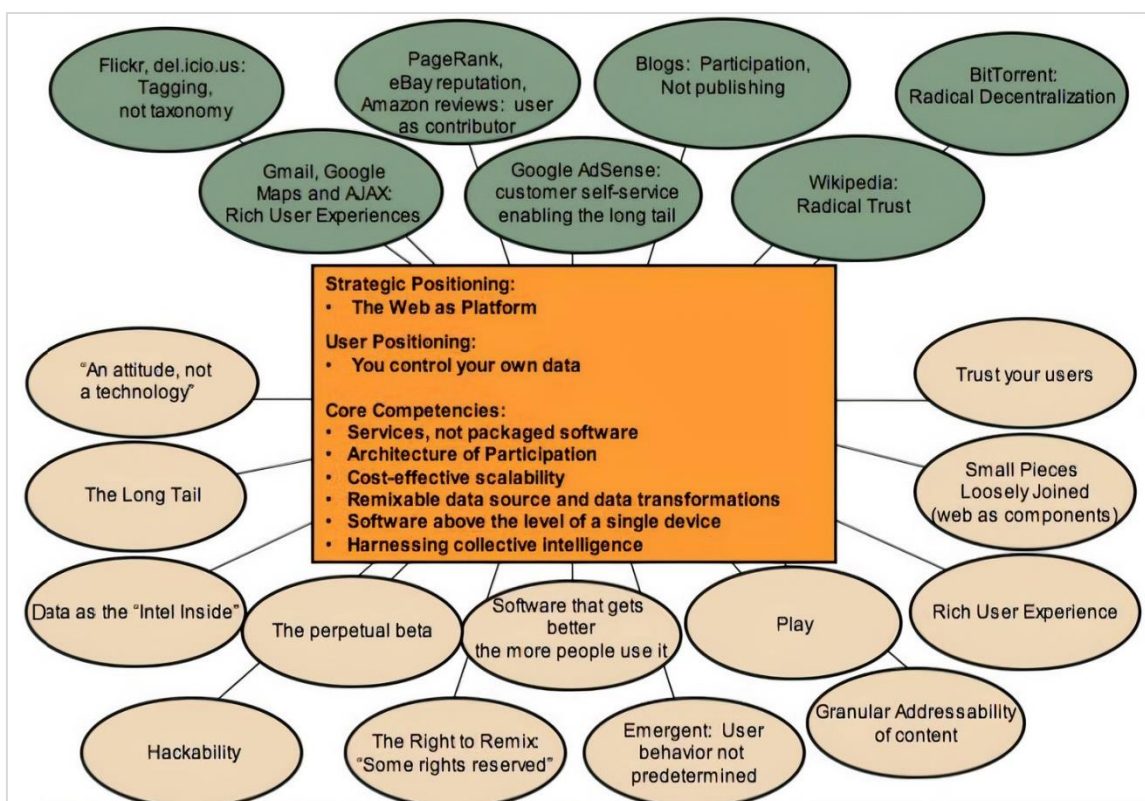 Flickr, del.icio.us:
Tagging,
not taxonomy
PageRank,
eBay reputation,
Amazon reviews: user
as contributor
Blogs: Participation,
Not publishing
BitTorrent:
Radical Decentralization
Gmail, Google
Maps and AJAX:
Rich User Experiences
Google AdSense:
customer self-service
enabling the long tail
Wikipedia:
Radical Trust
Strategic Positioning:
• The Web as Platform
User Positioning:
• You control your own data
Core Competencies:
• Services, not packaged software
• Architecture of Participation
• Cost-effective scalability
• Remixable data source and data transformations
• Software above the level of a single device
• Harnessing collective intelligence
“An attitude, not
a technology”
Trust your users
The Long Tail
Small Pieces
Loosely Joined
(web as components)
Data as the “Intel Inside”
The perpetual beta
Software that gets
better
the more people use it
Play
Rich User Experience
Hackability
The Right to Remix:
“Some rights reserved”
Emergent: User
behavior not
predetermined
Granular Addressability
of content